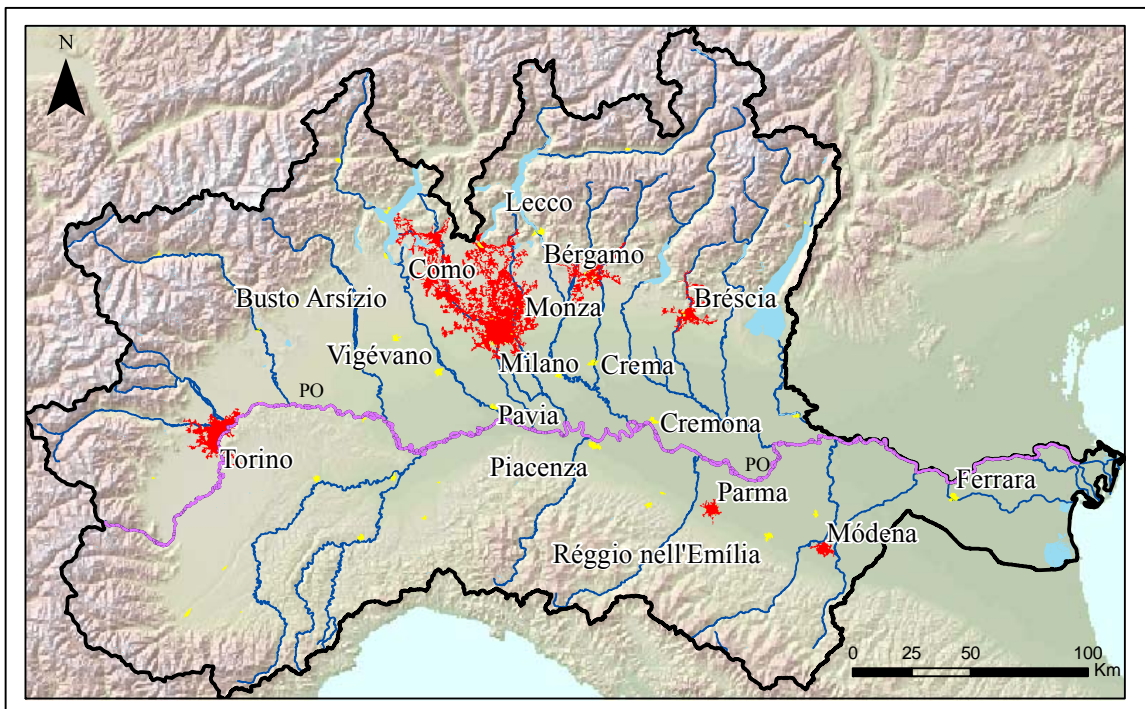 N
Lecco
Bérgamo
Como
Busto Arsízio
Monza
Bréscia
Vigévano
Milano
Crema
PO
Pavia
Cremona
Torino
Piacenza
PO
Ferrara
Parma
Módena
Réggio nell'Emília
0 25 50 100
Km